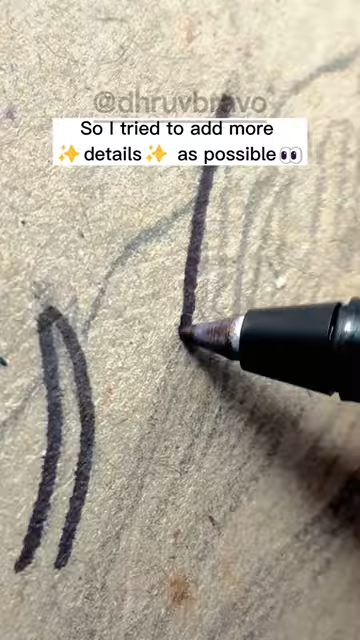 @dhruvbravo
So I tried to add more
✨details✨ as possible👀